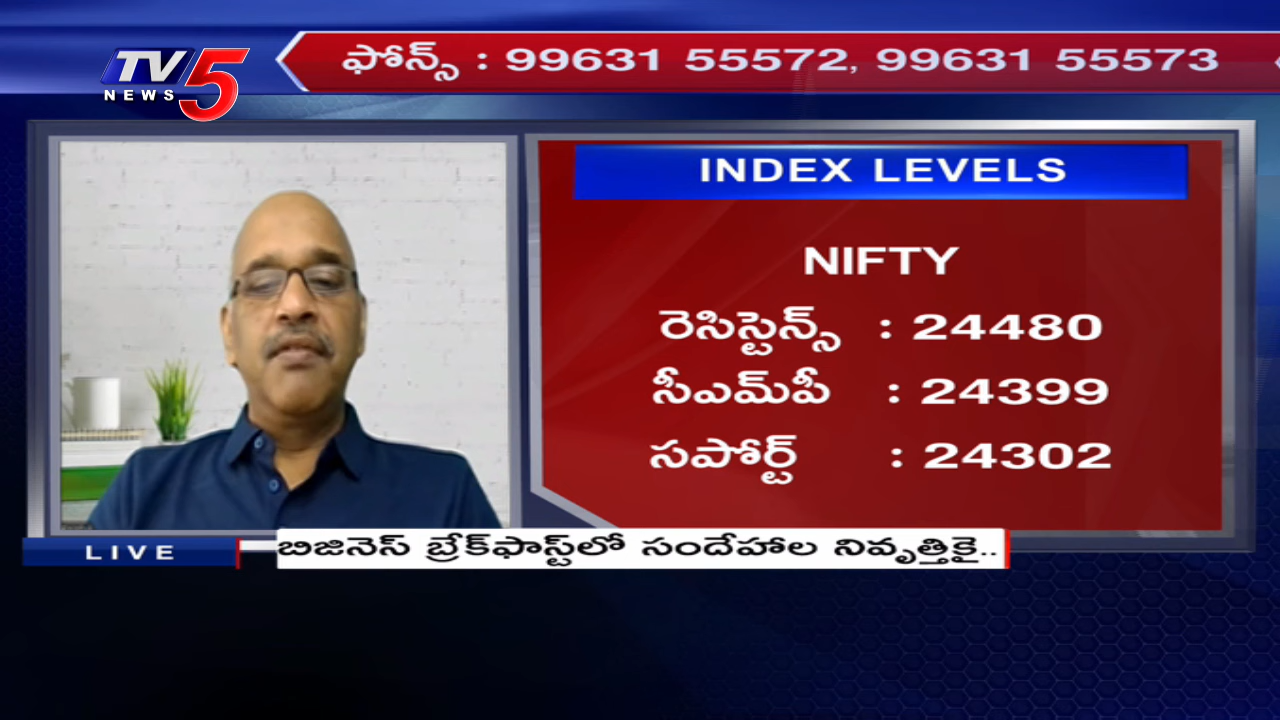 ఫోన్స్ : 99631 55572, 99631 55573
TV5
NEWS
INDEX LEVELS
NIFTY
రెసిస్టెన్స్ : 24480
సీఎమ్‌పీ : 24399
సపోర్ట్ : 24302
LIVE
బిజినెస్ బ్రేక్‌ఫాస్ట్‌లో సందేహాల నివృత్తికై..